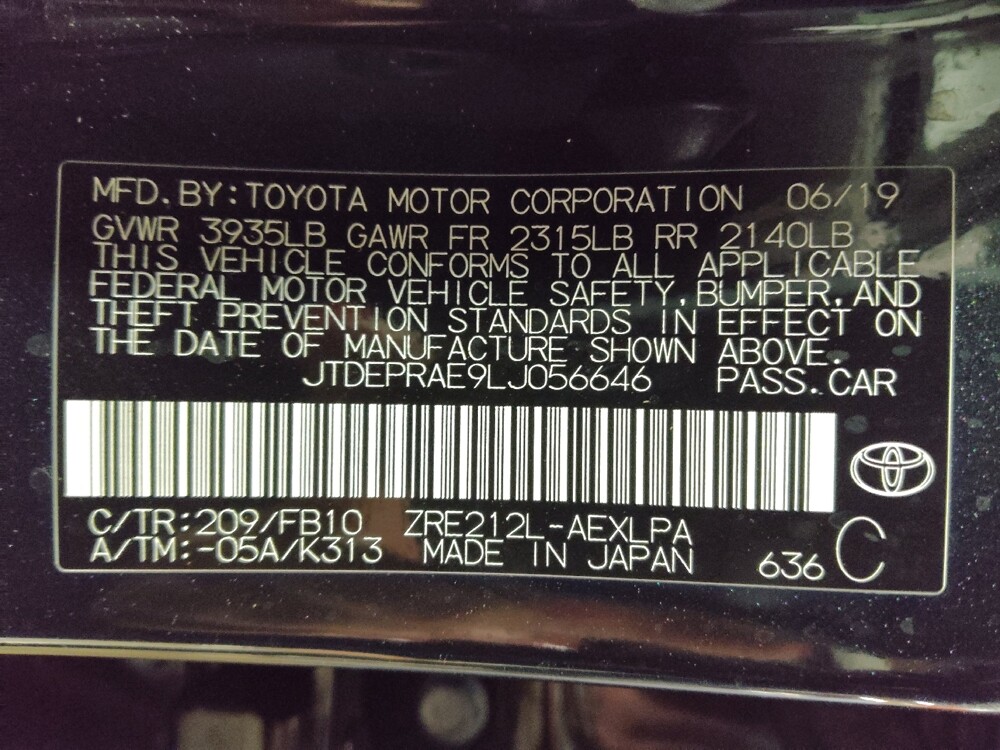 MFD.BY:TOYOTA MOTOR CORPORATION 06/19
GVWR 3935LB GAWR FR 2315LB RR 2140LB
THIS VEHICLE CONFORMS TO ALL APPLICABLE
FEDERAL MOTOR VEHICLE SAFETY,BUMPER,AND
THEFT PREVENTION STANDARDS IN EFFECT ON
THE DATE OF MANUFACTURE SHOWN ABOVE.
JTDEPRAE9LJ056646 PASS.CAR
C/TR:209/FB10 ZRE212L-AEXLPA
A/TM:-05A/K313 MADE IN JAPAN 636 C